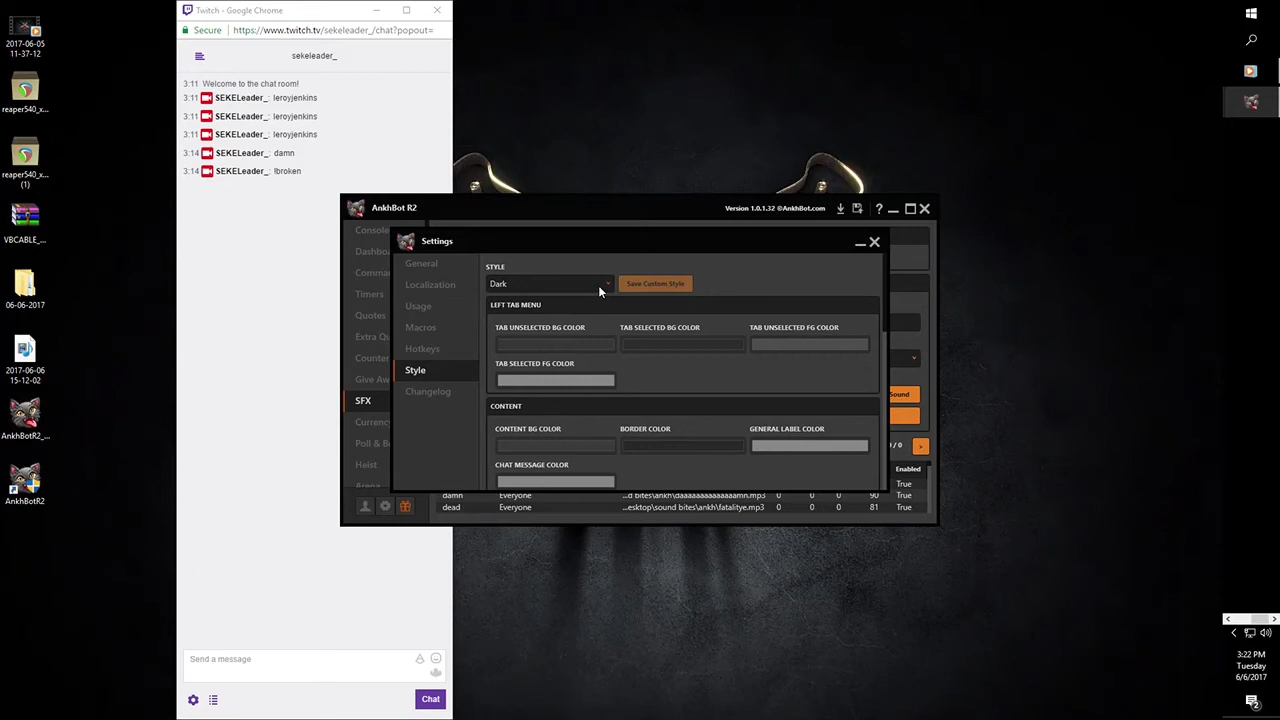 2017-06-05
11-37-12
reaper540_x...
reaper540_x...
(1)
VBCABLE_...
06-06-2017
2017-06-06
15-12-02
AnkhBotR2_...
AnkhBotR2
Twitch - Google Chrome
Secure https://www.twitch.tv/sekeleader_/chat?popout=
sekeleader_
3:11 Welcome to the chat room!
3:11 SEKELeader_: leroyjenkins
3:11 SEKELeader_: leroyjenkins
3:11 SEKELeader_: leroyjenkins
3:14 SEKELeader_: damn
3:14 SEKELeader_: !broken
Send a message
Chat
AnkhBot R2
Version 1.0.1.32 ©AnkhBot.com
?
Console
Dashbo
Comma
Timers
Quotes
Extra Qu
Counter
Give Aw
SFX
Currenc
Poll & B
Heist
Arena
Settings
General
Localization
Usage
Macros
Hotkeys
Style
Changelog
STYLE
Dark
Save Custom Style
LEFT TAB MENU
TAB UNSELECTED BG COLOR
TAB SELECTED BG COLOR
TAB UNSELECTED FG COLOR
TAB SELECTED FG COLOR
CONTENT
CONTENT BG COLOR
BORDER COLOR
GENERAL LABEL COLOR
CHAT MESSAGE COLOR
Sound
/ 0
Enabled
True
damn Everyone ...d bites\ankh\daaaaaaaaaaaaamn.mp3 0 0 90 True
dead Everyone ...esktop\sound bites\ankh\fatalitye.mp3 0 0 0 81 True
3:22 PM
Tuesday
6/6/2017
2